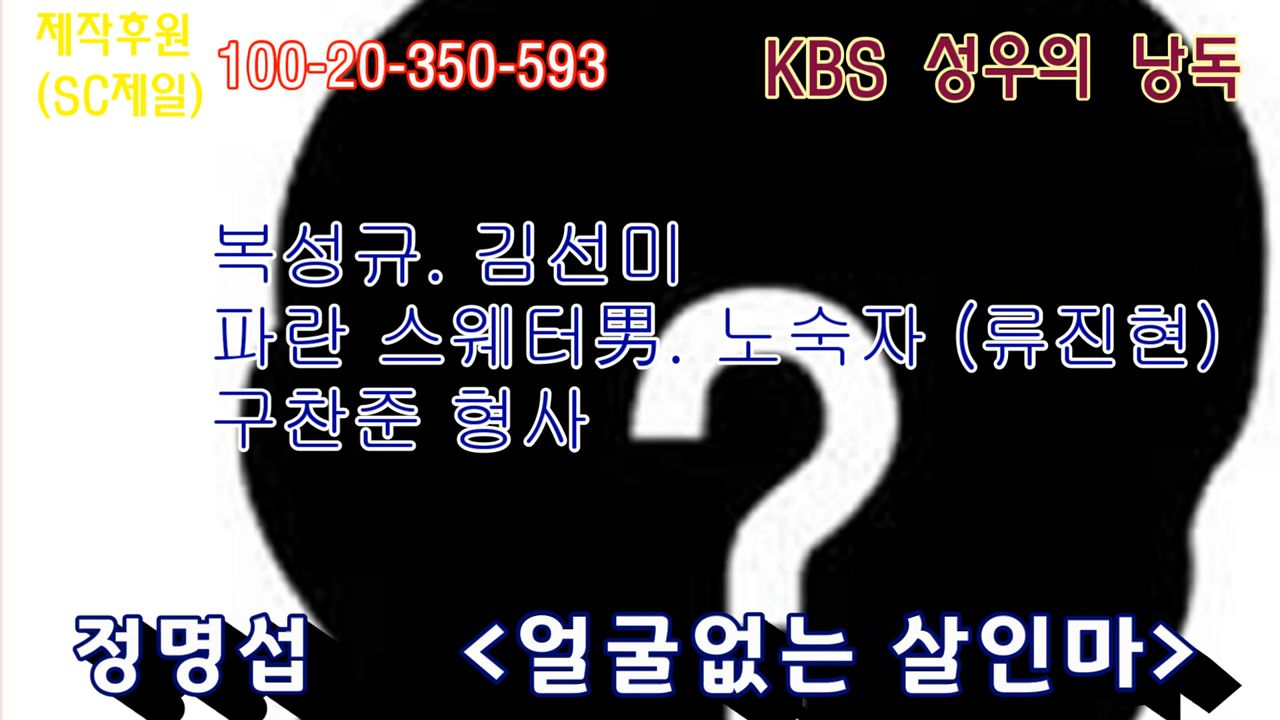 제작후원
(SC제일)
100-20-350-593
KBS 성우의 낭독
복성규. 김선미
파란 스웨터男. 노숙자 (류진현)
구찬준 형사
정명섭 <얼굴없는 살인마>